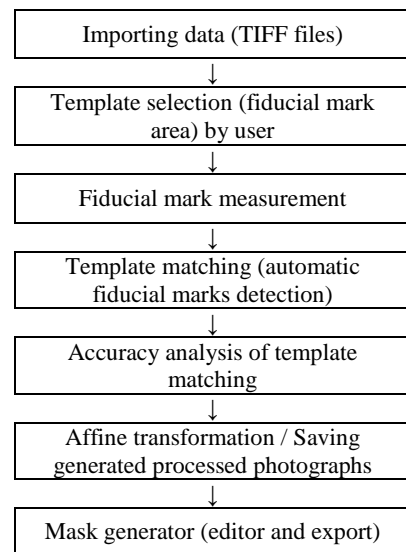 Importing data (TIFF files)
↓
Template selection (fiducial mark
area) by user
↓
Fiducial mark measurement
↓
Template matching (automatic
fiducial marks detection)
↓
Accuracy analysis of template
matching
↓
Affine transformation / Saving
generated processed photographs
↓
Mask generator (editor and export)